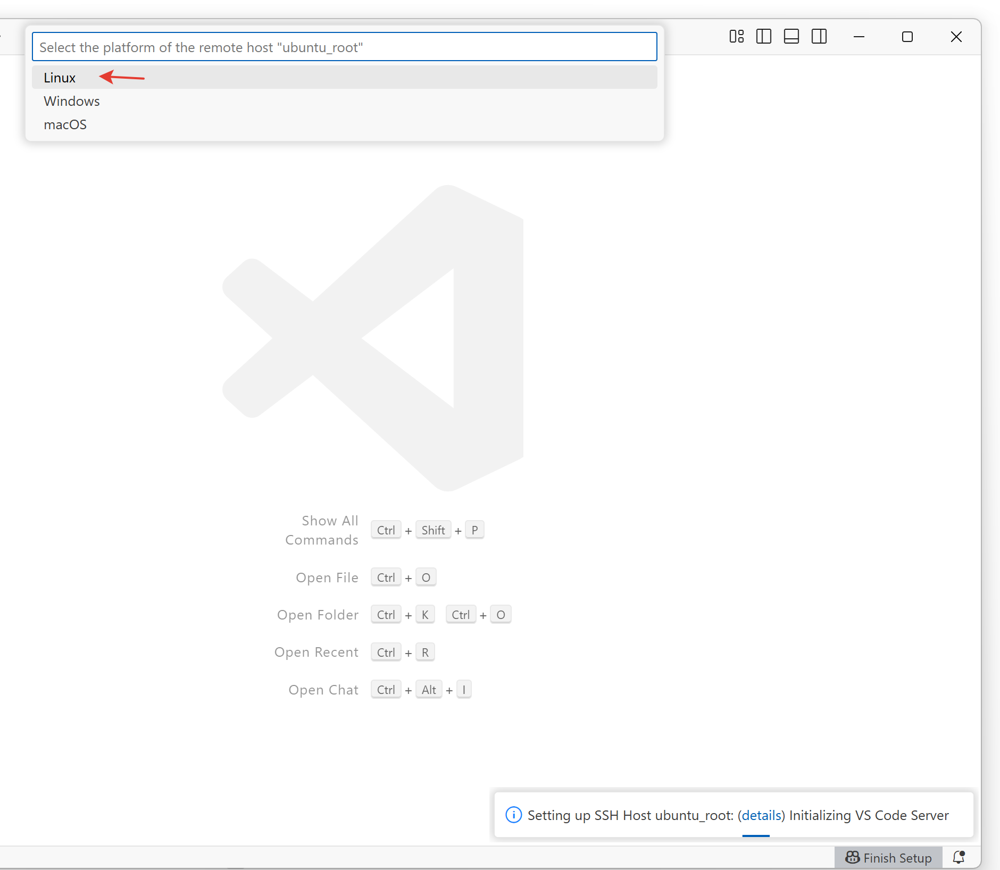 Select the platform of the remote host "ubuntu_root"
Linux
Windows
macOS
Show All Commands Ctrl + Shift + P
Open File Ctrl + O
Open Folder Ctrl + K Ctrl + O
Open Recent Ctrl + R
Open Chat Ctrl + Alt + I
Setting up SSH Host ubuntu_root: (details) Initializing VS Code Server
Finish Setup